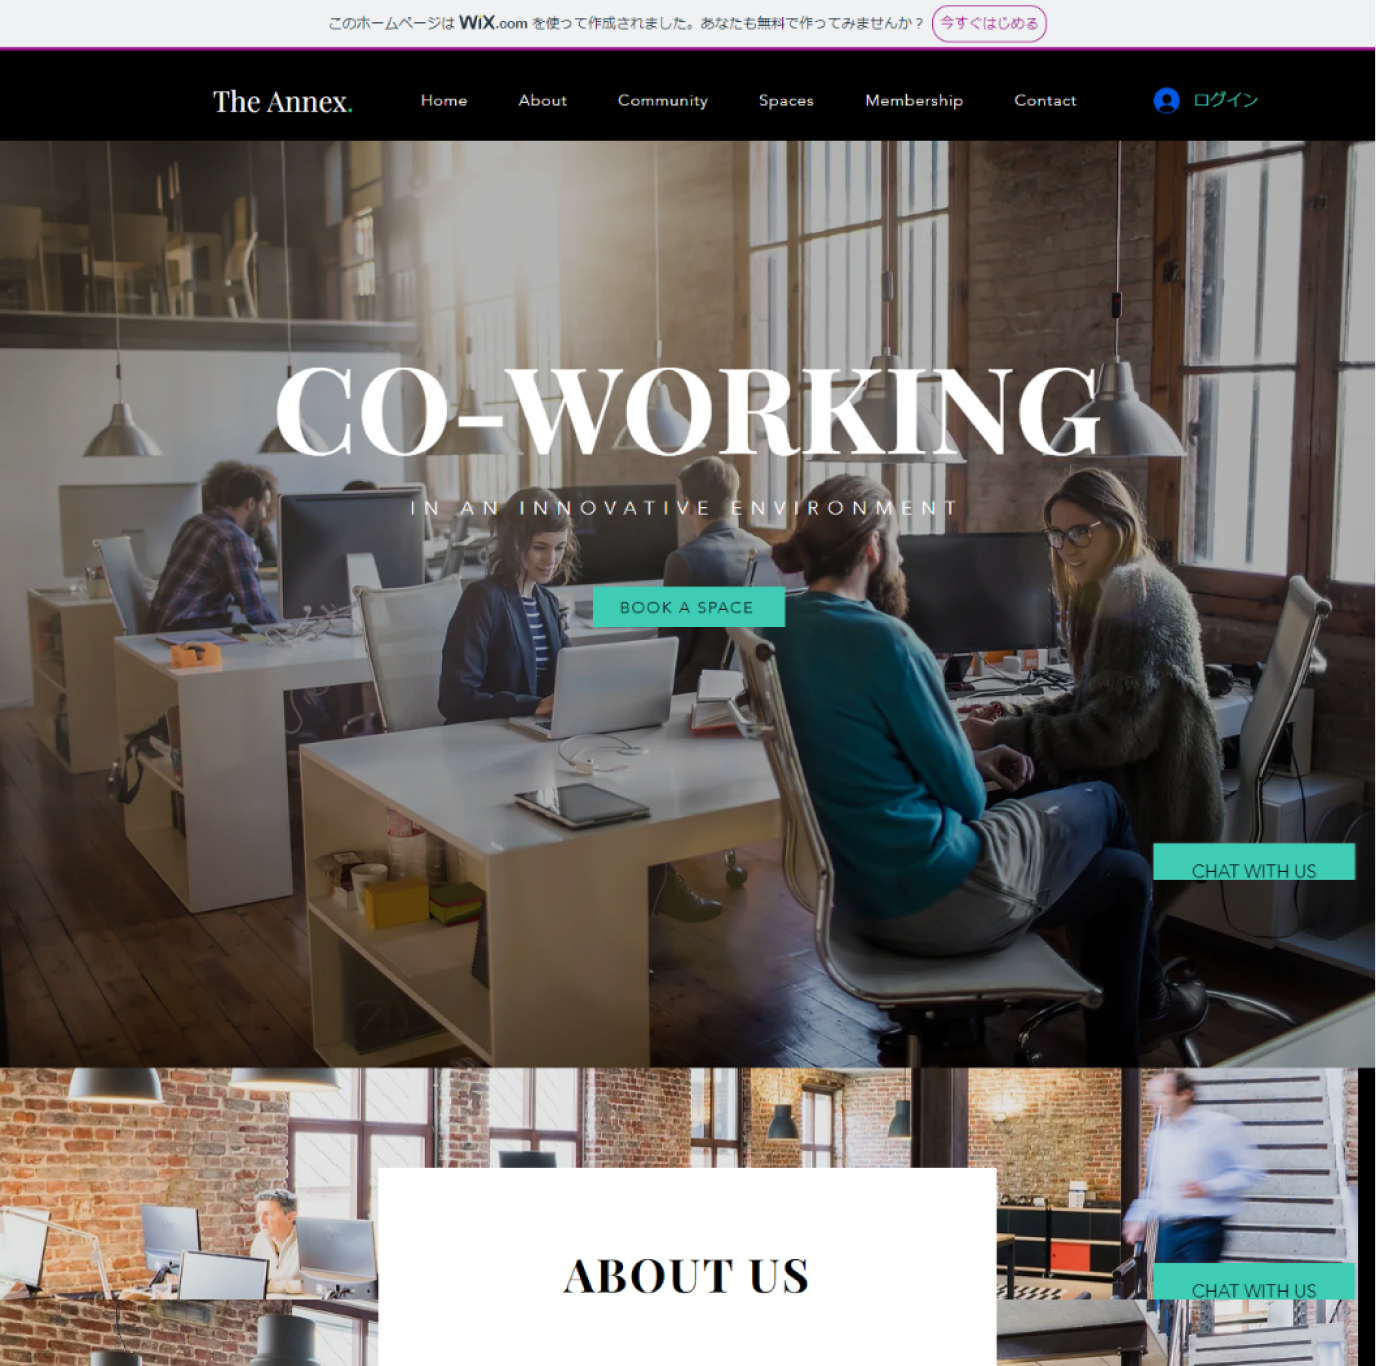 このホームページは WiX.com を使って作成されました。あなたも無料で作ってみませんか？ 今すぐはじめる
The Annex. Home About Community Spaces Membership Contact ログイン
CO-WORKING
IN AN INNOVATIVE ENVIRONMENT
BOOK A SPACE
CHAT WITH US
ABOUT US
CHAT WITH US